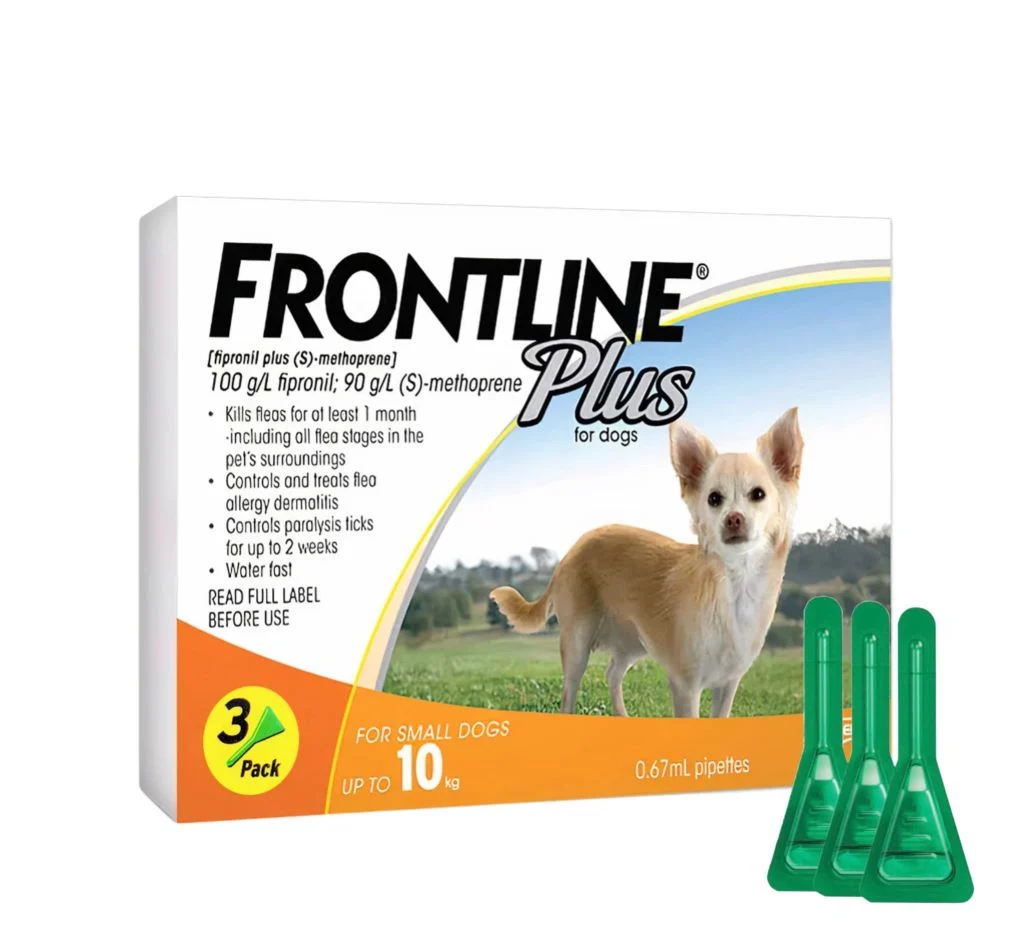 FRONTLINE®
Plus
for dogs
[fipronil plus (S)-methoprene]
100 g/L fipronil; 90 g/L (S)-methoprene
• Kills fleas for at least 1 month
-including all flea stages in the
pet's surroundings
• Controls and treats flea
allergy dermatitis
• Controls paralysis ticks
for up to 2 weeks
• Water fast
READ FULL LABEL
BEFORE USE
3
Pack
FOR SMALL DOGS
UP TO 10 kg
0.67mL pipettes